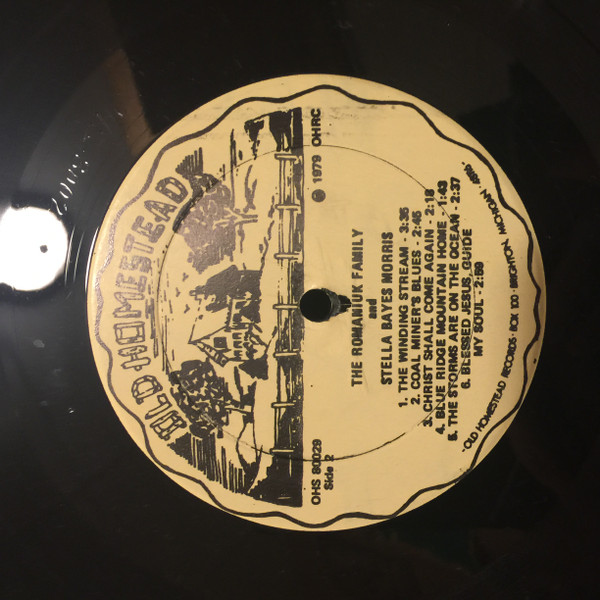 OLD HOMESTEAD
OHS 80029
Side 2
℗ 1979 OHRC
THE ROMANIUK FAMILY
and
STELLA BAYES MORRIS
1. THE WINDING STREAM - 3:35
2. COAL MINER'S BLUES - 2:45
3. CHRIST SHALL COME AGAIN - 2:18
4. BLUE RIDGE MOUNTAIN HOME - 1:43
5. THE STORMS ARE ON THE OCEAN - 2:37
6. BLESSED JESUS, GUIDE
MY SOUL - 2:59
·OLD HOMESTEAD RECORDS· BOX 100 · BRIGHTON, MICHIGAN ·